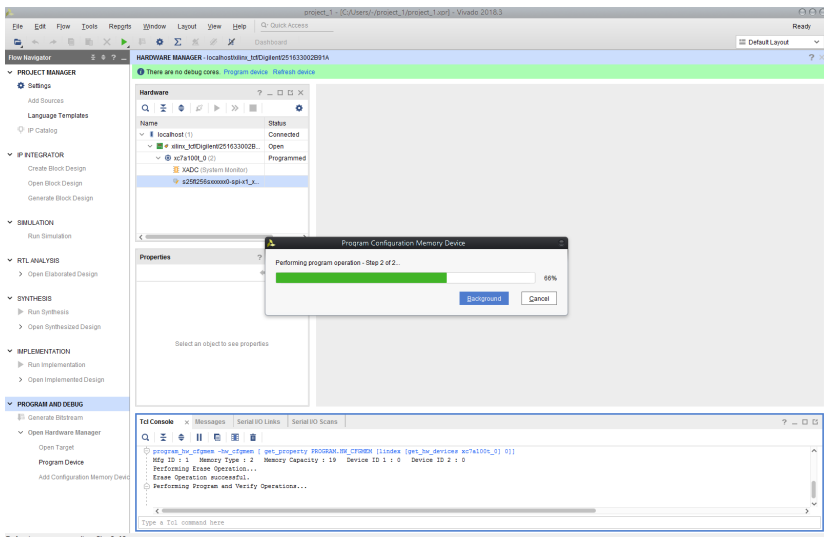 project_1 - [C:/Users/-/project_1/project_1.xpr] - Vivado 2018.3
File Edit Flow Tools Reports Window Layout View Help Quick Access
Ready
Dashboard
Default Layout
Flow Navigator
HARDWARE MANAGER - localhost/xilinx_tcf/Digilent/251633002B91A
There are no debug cores. Program device Refresh device
PROJECT MANAGER
Settings
Add Sources
Language Templates
IP Catalog
IP INTEGRATOR
Create Block Design
Open Block Design
Generate Block Design
SIMULATION
Run Simulation
RTL ANALYSIS
Open Elaborated Design
SYNTHESIS
Run Synthesis
Open Synthesized Design
IMPLEMENTATION
Run Implementation
Open Implemented Design
PROGRAM AND DEBUG
Generate Bitstream
Open Hardware Manager
Open Target
Program Device
Add Configuration Memory Devic
Hardware
Name Status
localhost (1) Connected
xilinx_tcf/Digilent/251633002B... Open
xc7a100t_0 (2) Programmed
XADC (System Monitor)
s25fl256sxxxxxx0-spi-x1_x...
Properties
Select an object to see properties
Program Configuration Memory Device
Performing program operation - Step 2 of 2...
66%
Background Cancel
Tcl Console Messages Serial I/O Links Serial I/O Scans
program_hw_cfgmem -hw_cfgmem [ get_property PROGRAM.HW_CFGMEM [lindex [get_hw_devices xc7a100t_0] 0]]
Mfg ID : 1 Memory Type : 2 Memory Capacity : 19 Device ID 1 : 0 Device ID 2 : 0
Performing Erase Operation...
Erase Operation successful.
Performing Program and Verify Operations...
Type a Tcl command here